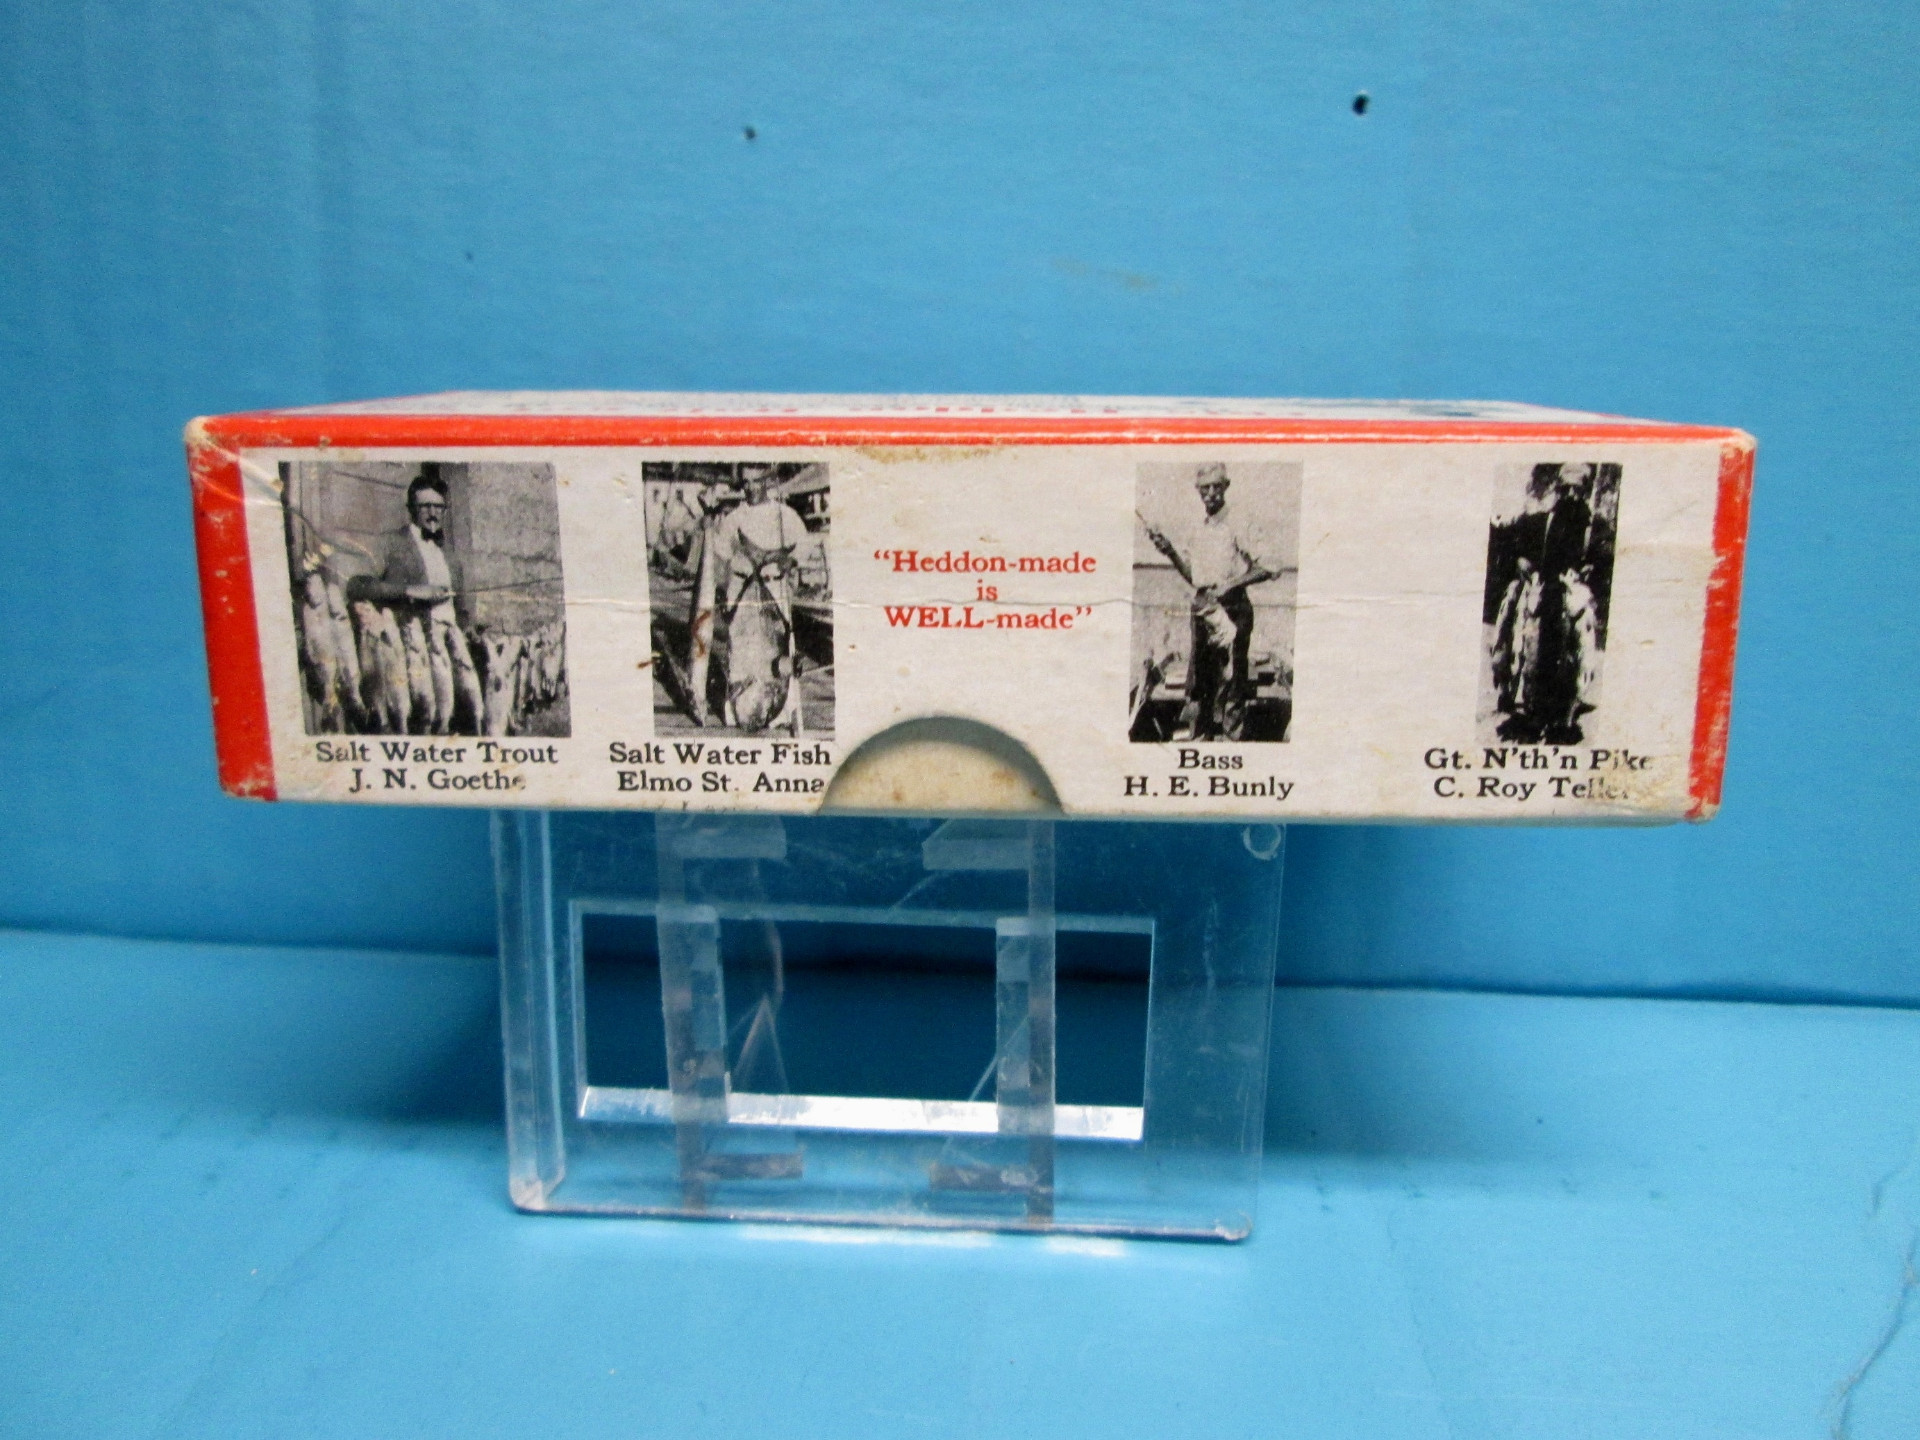 Salt Water Trout
J. N. Goethe
Salt Water Fish
Elmo St. Anna
"Heddon-made
is
WELL-made"
Bass
H. E. Bunly
Gt. N'th'n Pike
C. Roy Teller